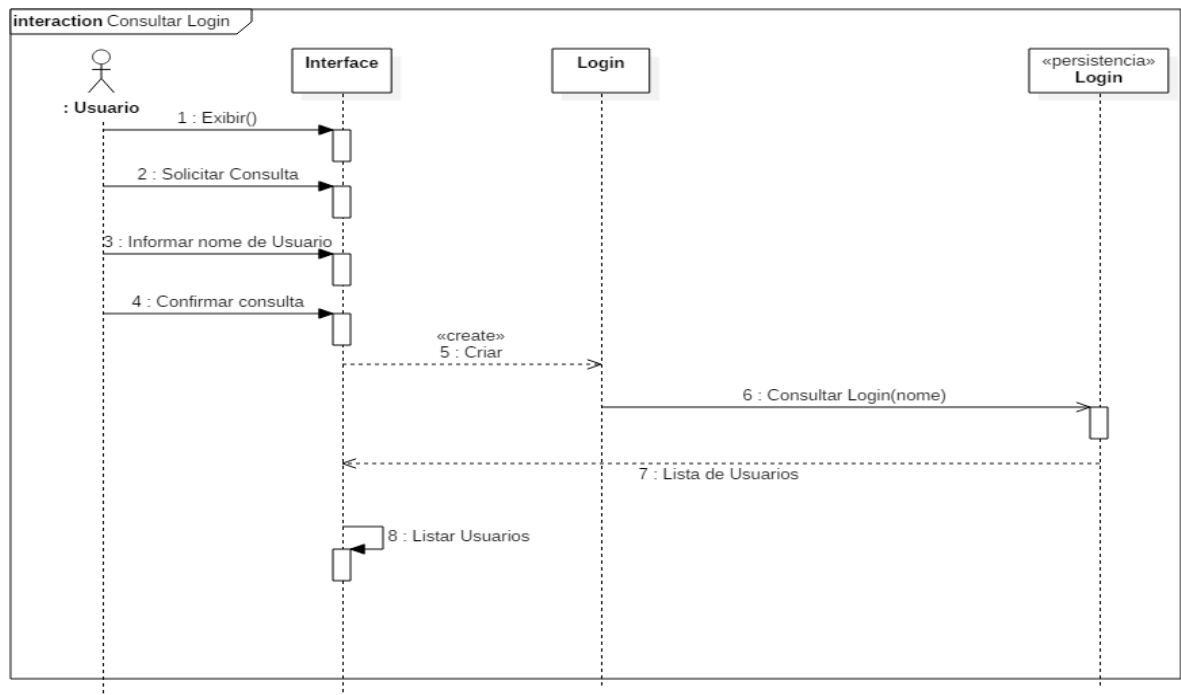 interaction Consultar Login
: Usuario
Interface
Login
«persistencia»
Login
1 : Exibir()
2 : Solicitar Consulta
3 : Informar nome de Usuario
4 : Confirmar consulta
«create»
5 : Criar
6 : Consultar Login(nome)
7 : Lista de Usuarios
8 : Listar Usuarios